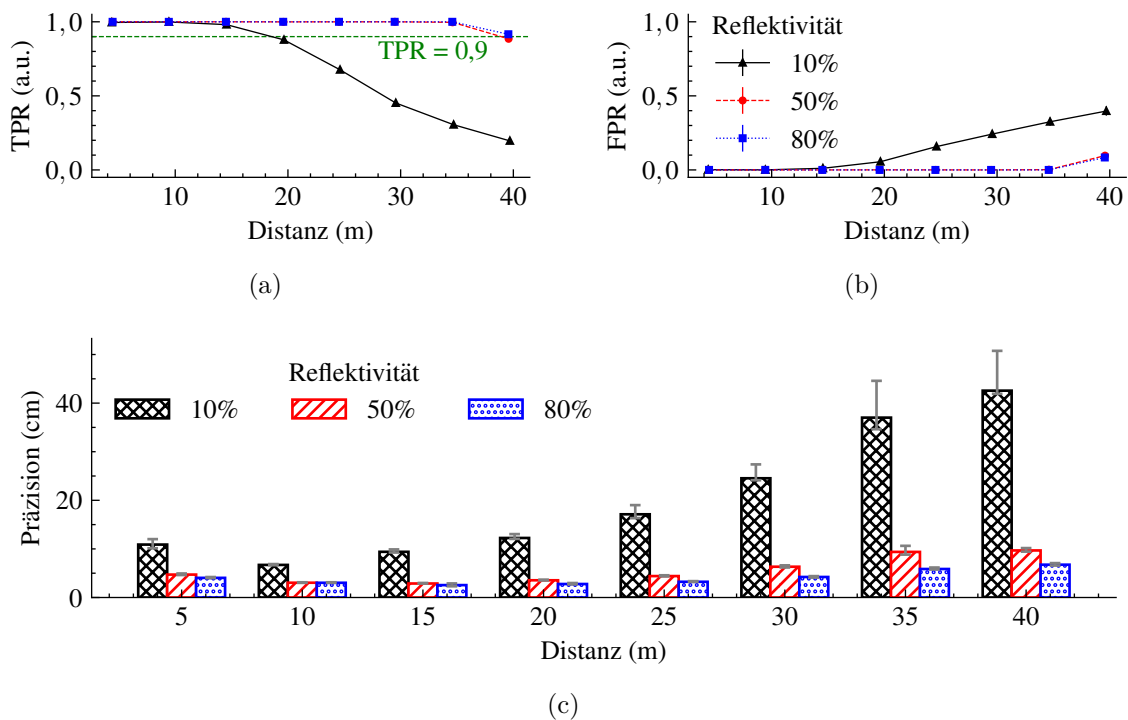 1,0
0,5
0,0
TPR (a.u.)
TPR = 0,9
10 20 30 40
Distanz (m)
(a)
1,0
0,5
0,0
FPR (a.u.)
Reflektivität
10%
50%
80%
10 20 30 40
Distanz (m)
(b)
40
20
0
Präzision (cm)
Reflektivität
10% 50% 80%
5 10 15 20 25 30 35 40
Distanz (m)
(c)